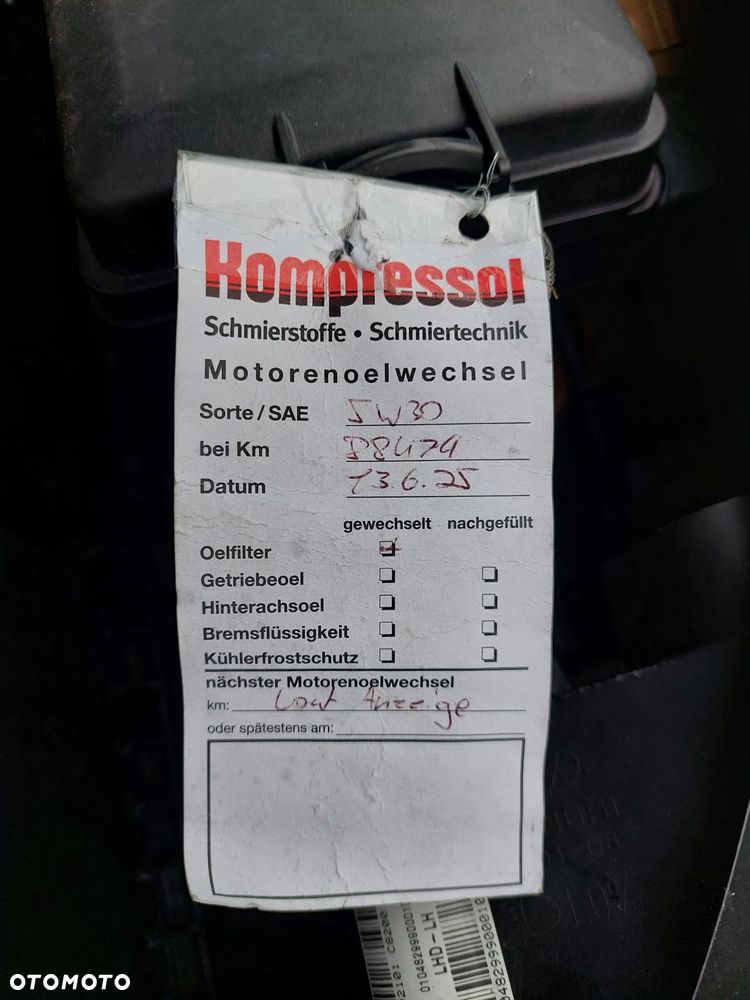 Kompressol
Schmierstoffe • Schmiertechnik
Motorenoelwechsel
Sorte/SAE 5W30
bei Km 88474
Datum 13.6.25
gewechselt nachgefüllt
Oelfilter
Getriebeoel
Hinterachsoel
Bremsflüssigkeit
Kühlerfrostschutz
nächster Motorenoelwechsel
km: Laut Anzeige
oder spätestens am:
LHD-LH
OTOMOTO